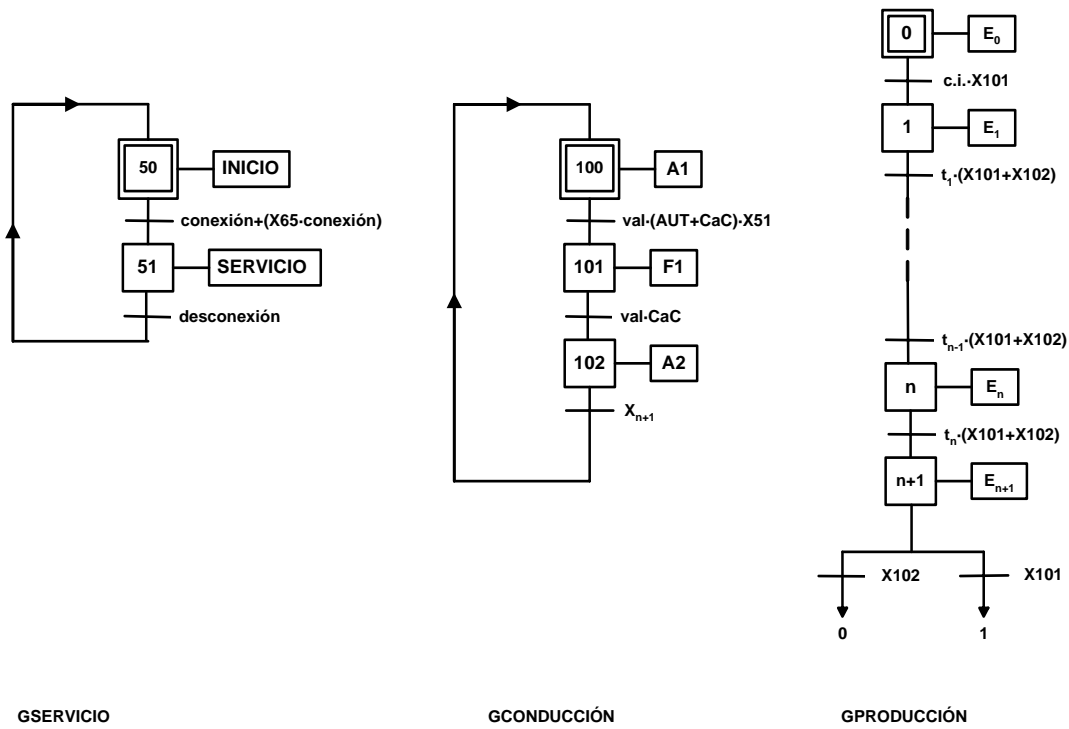 50
INICIO
conexión+(X65·conexión)
51
SERVICIO
desconexión
100
A1
val·(AUT+CaC)·X51
101
F1
val·CaC
102
A2
Xn+1
0
E0
c.i.·X101
1
E1
t1·(X101+X102)
tn-1·(X101+X102)
n
En
tn·(X101+X102)
n+1
En+1
X102
X101
0
1
GSERVICIO
GCONDUCCIÓN
GPRODUCCIÓN